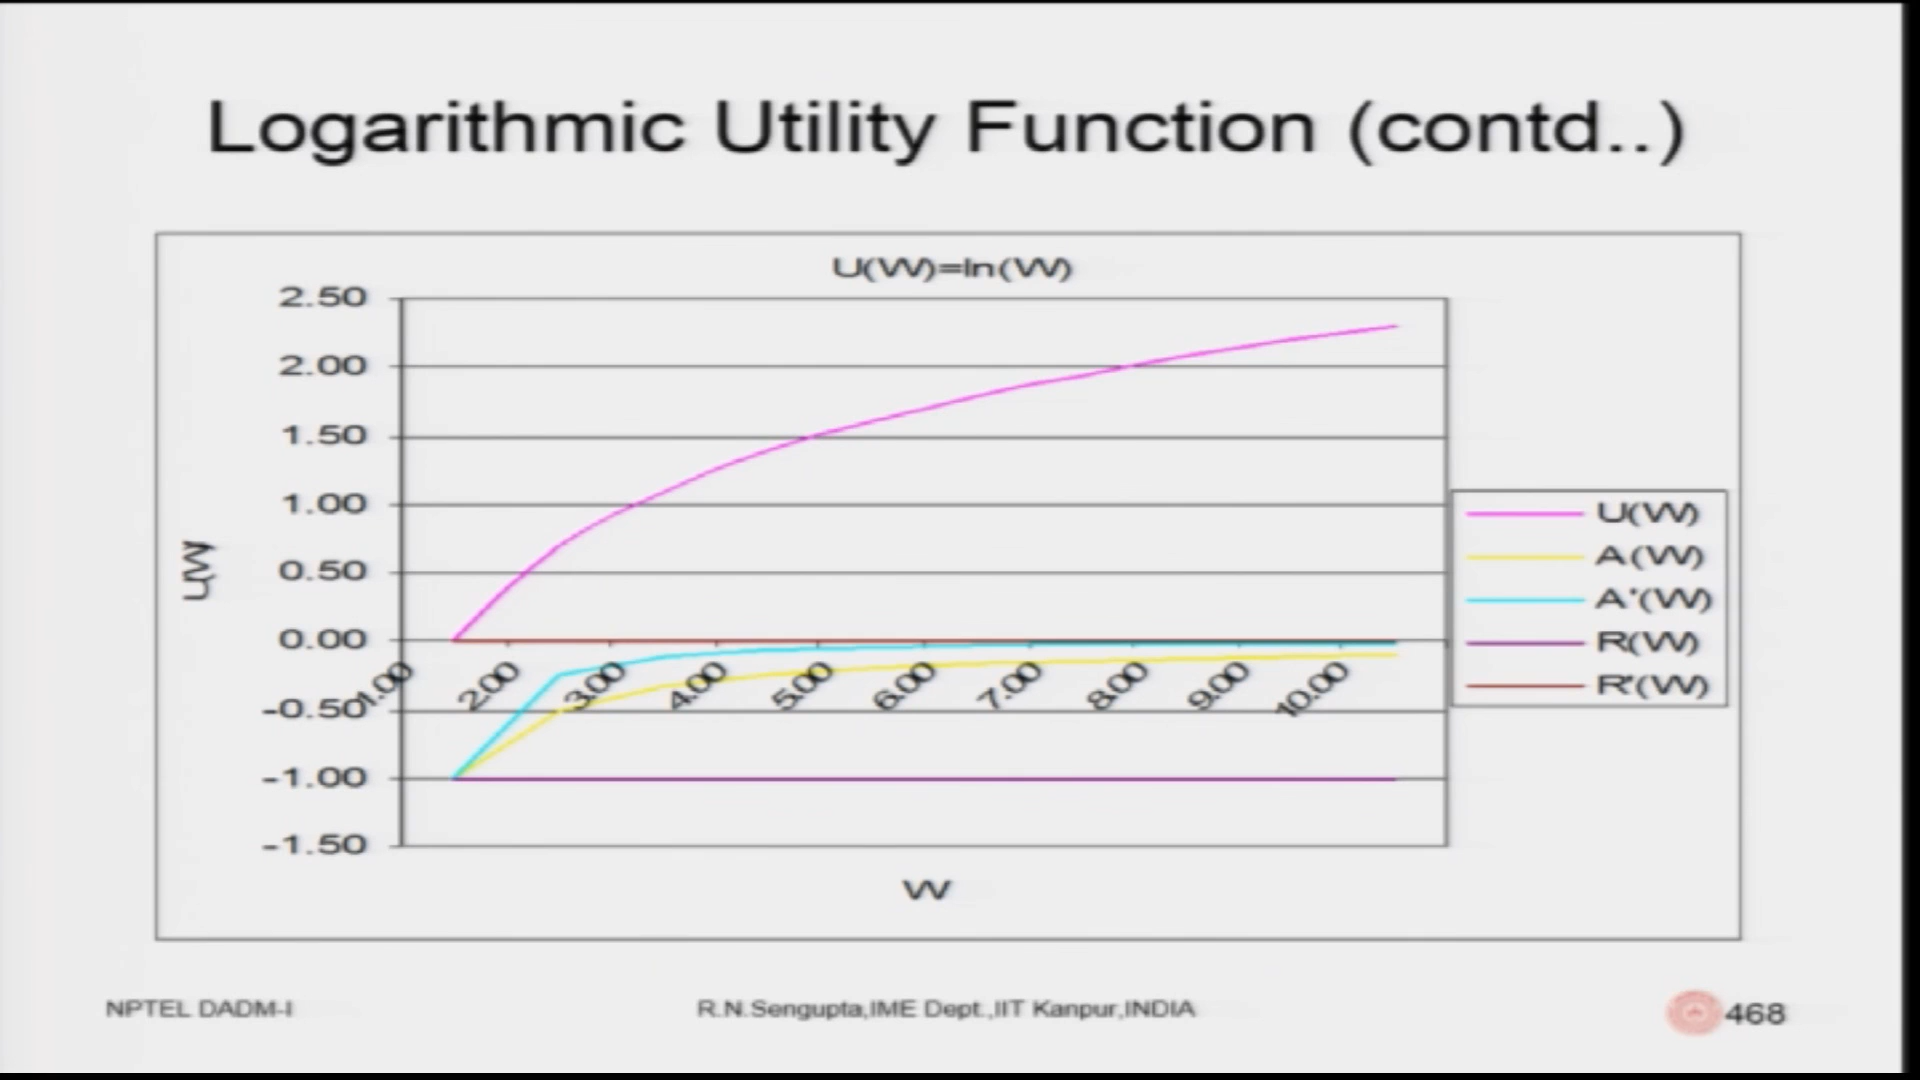 Logarithmic Utility Function (contd..)
U(W)=ln(W)
2.50
2.00
1.50
1.00
0.50
0.00
-0.50
-1.00
-1.50
U(W)
1.00 2.00 3.00 4.00 5.00 6.00 7.00 8.00 9.00 10.00
W
U(W)
A(W)
A'(W)
R(W)
R'(W)
NPTEL DADM-I
R.N.Sengupta,IME Dept.,IIT Kanpur,INDIA
468